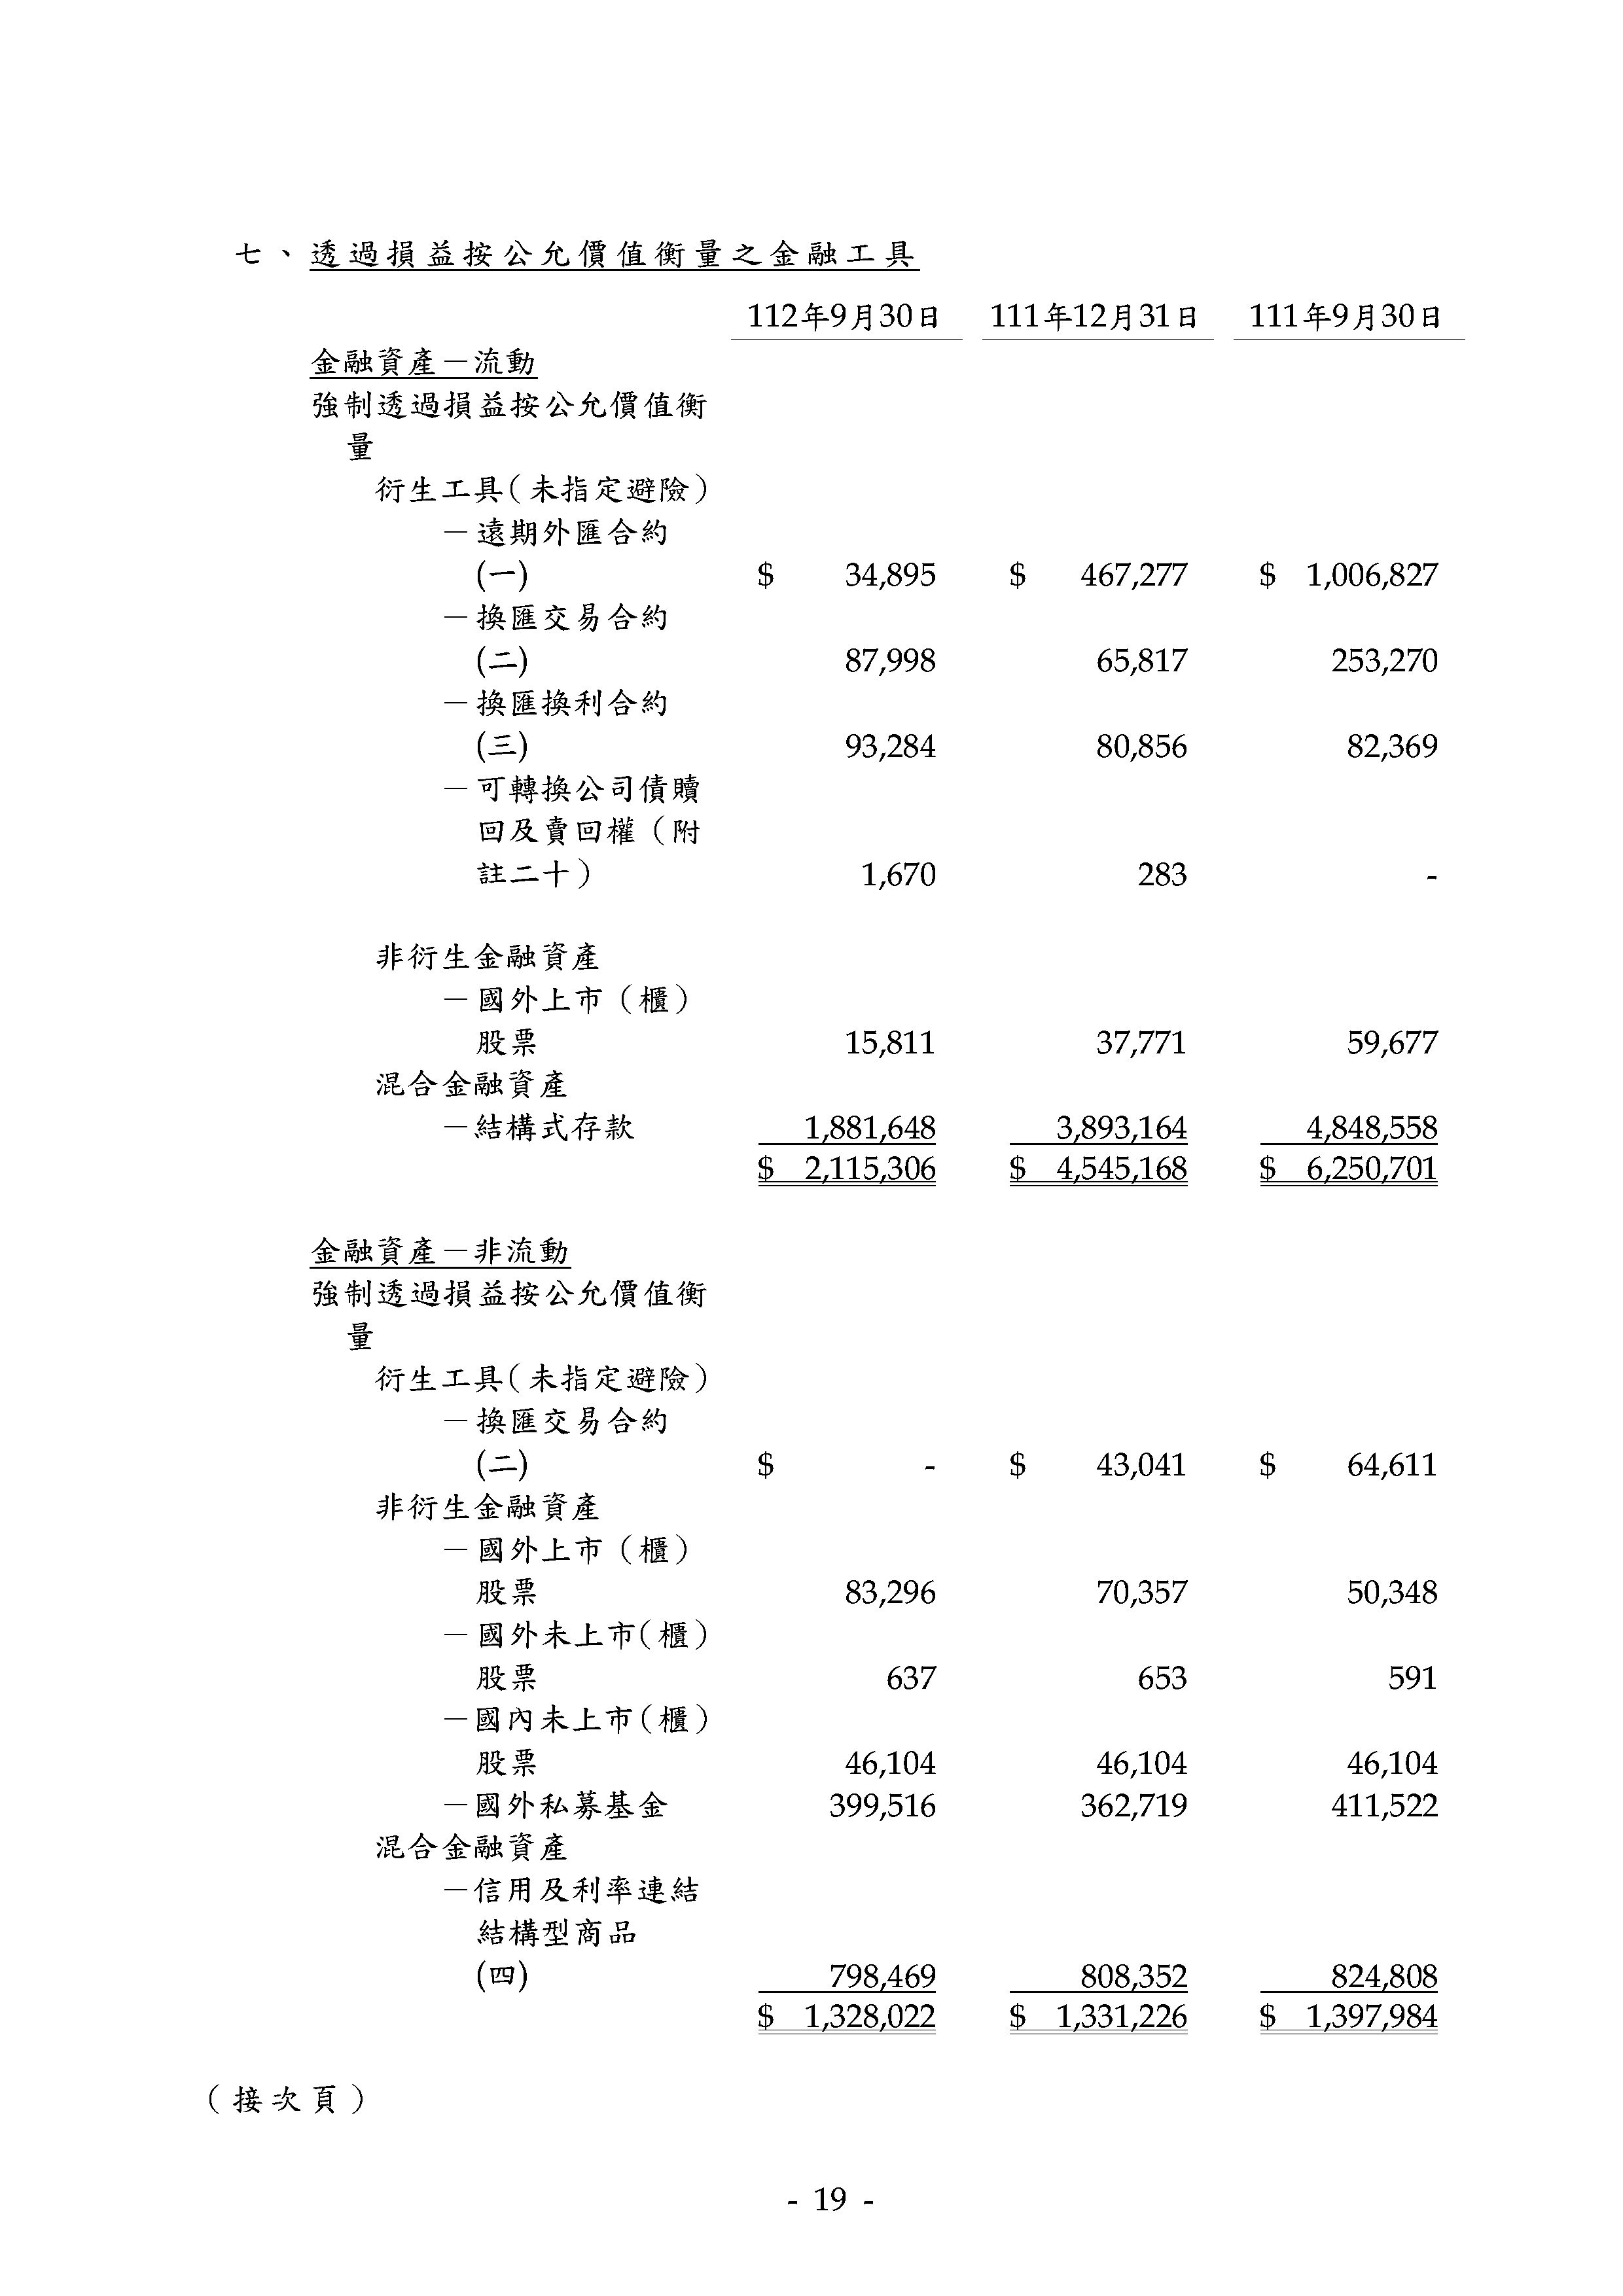 七、透過損益按公允價值衡量之金融工具
112年9月30日 111年12月31日 111年9月30日
金融資產－流動
強制透過損益按公允價值衡
量
衍生工具(未指定避險)
－遠期外匯合約
(一) $ 34,895 $ 467,277 $ 1,006,827
－換匯交易合約
(二) 87,998 65,817 253,270
－換匯換利合約
(三) 93,284 80,856 82,369
－可轉換公司債贖
回及賣回權（附
註二十） 1,670 283 -
非衍生金融資產
－國外上市（櫃）
股票 15,811 37,771 59,677
混合金融資產
－結構式存款 1,881,648 3,893,164 4,848,558
$ 2,115,306 $ 4,545,168 $ 6,250,701
金融資產－非流動
強制透過損益按公允價值衡
量
衍生工具(未指定避險)
－換匯交易合約
(二) $ - $ 43,041 $ 64,611
非衍生金融資產
－國外上市（櫃）
股票 83,296 70,357 50,348
－國外未上市(櫃)
股票 637 653 591
－國內未上市(櫃)
股票 46,104 46,104 46,104
－國外私募基金 399,516 362,719 411,522
混合金融資產
－信用及利率連結
結構型商品
(四) 798,469 808,352 824,808
$ 1,328,022 $ 1,331,226 $ 1,397,984
（接次頁）
- 19 -